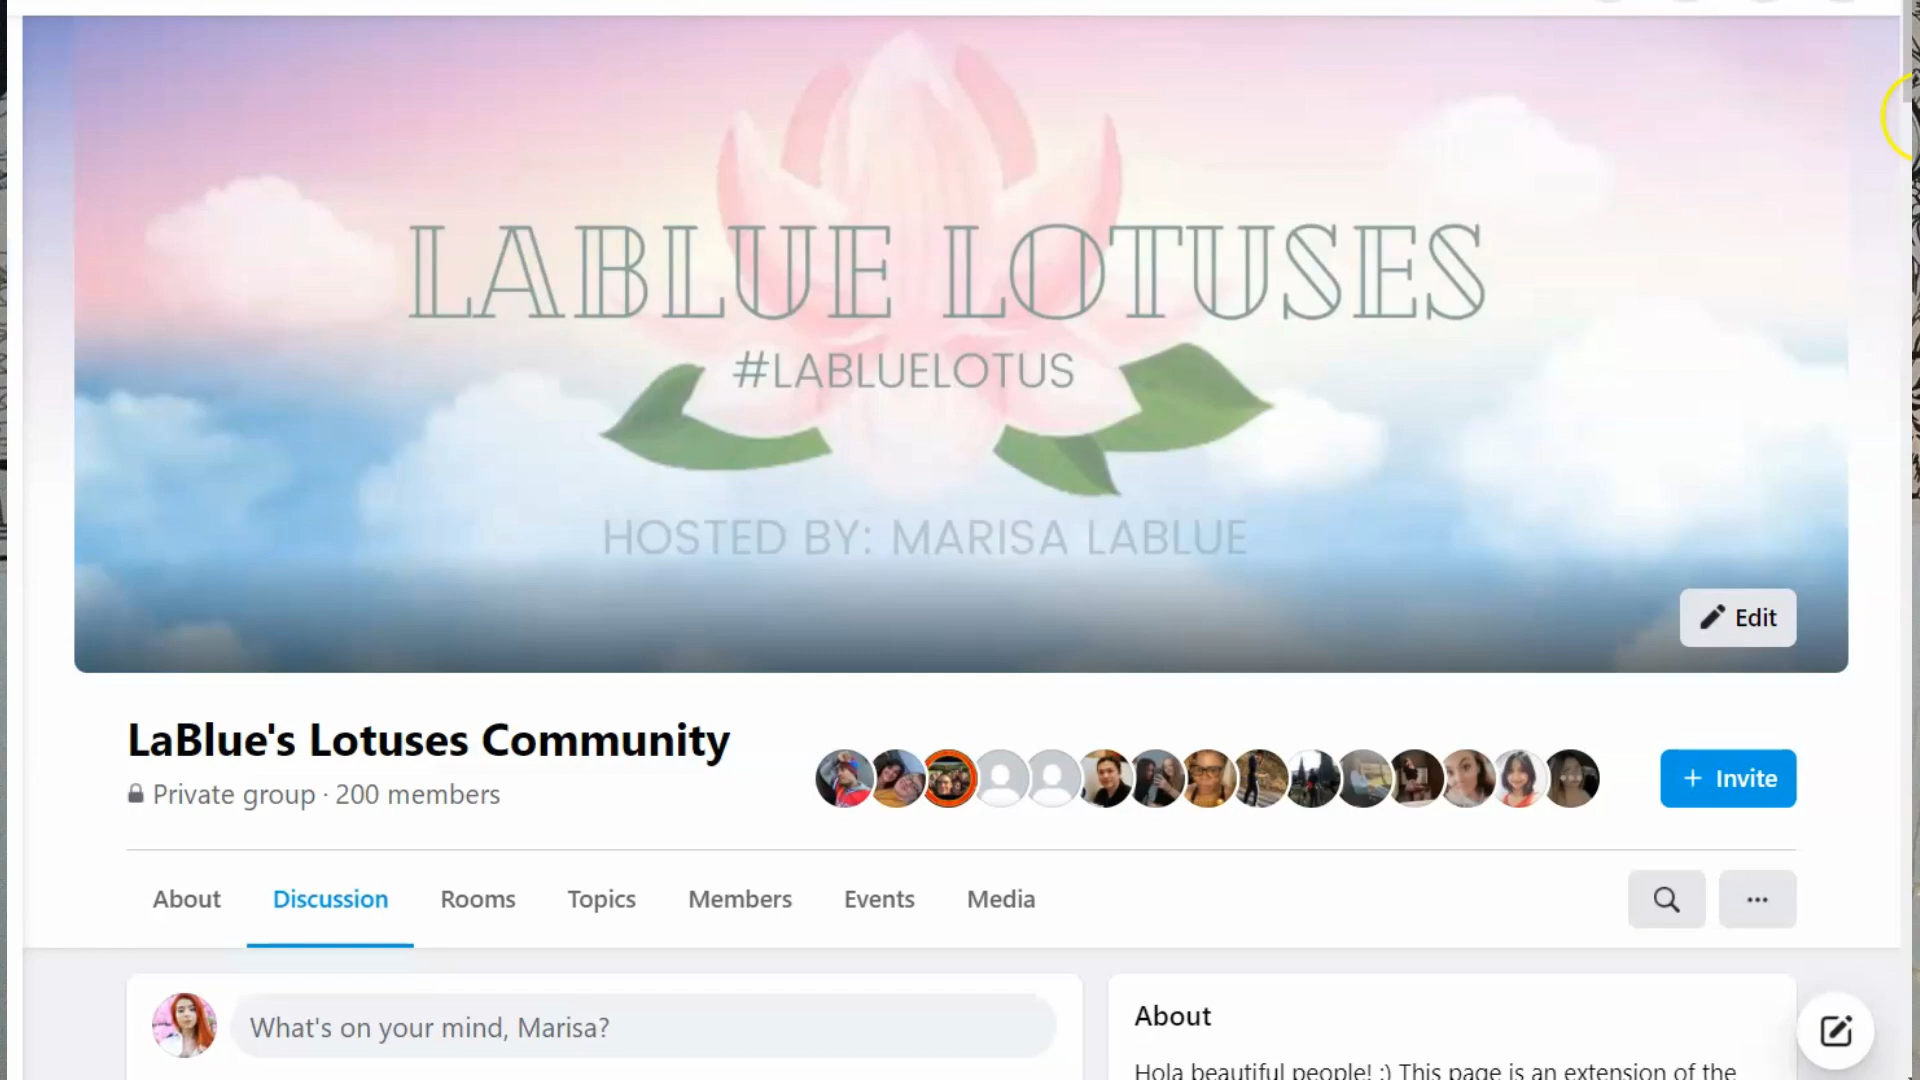 LABLUE LOTUSES
#LABLUELOTUS
HOSTED BY: MARISA LABLUE
Edit
LaBlue's Lotuses Community
Private group · 200 members
+ Invite
About Discussion Rooms Topics Members Events Media
What's on your mind, Marisa?
About
Hola beautiful people! :) This page is an extension of the